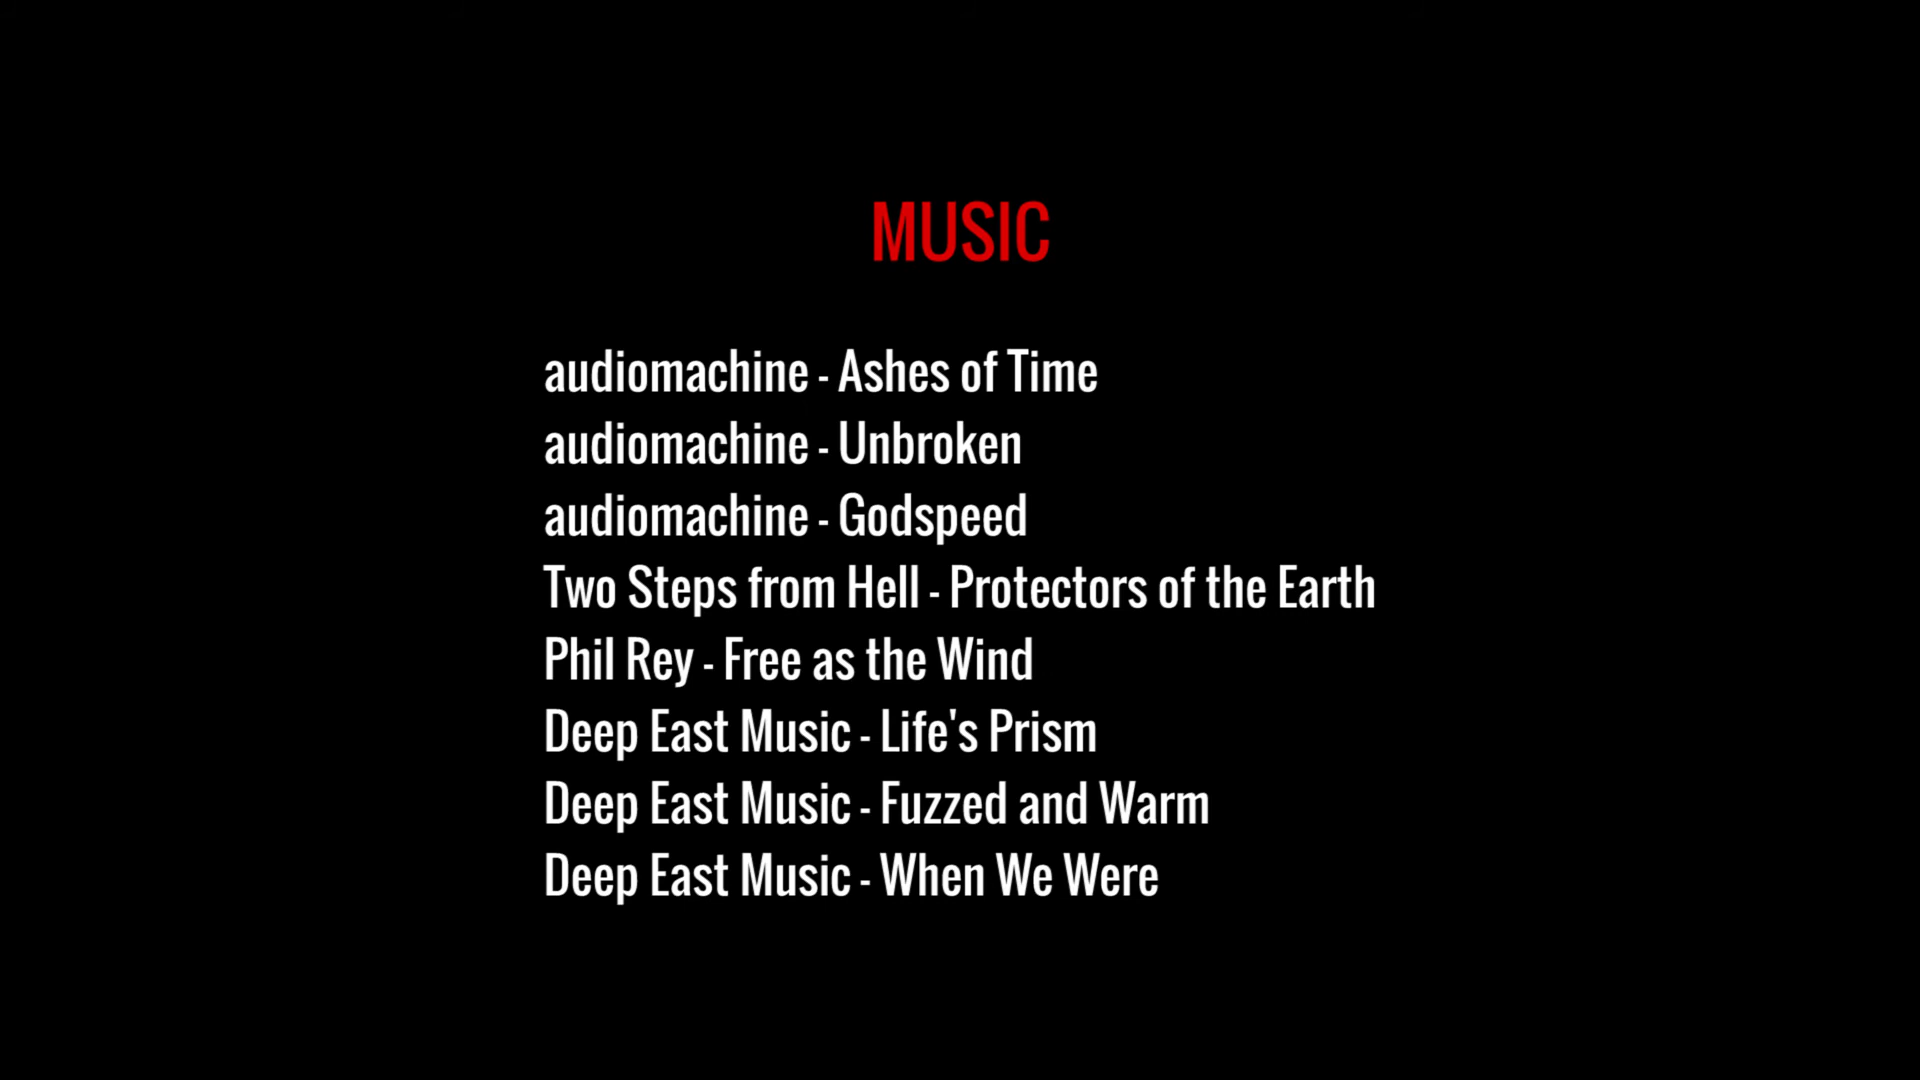 MUSIC
audiomachine - Ashes of Time
audiomachine - Unbroken
audiomachine - Godspeed
Two Steps from Hell - Protectors of the Earth
Phil Rey - Free as the Wind
Deep East Music - Life's Prism
Deep East Music - Fuzzed and Warm
Deep East Music - When We Were